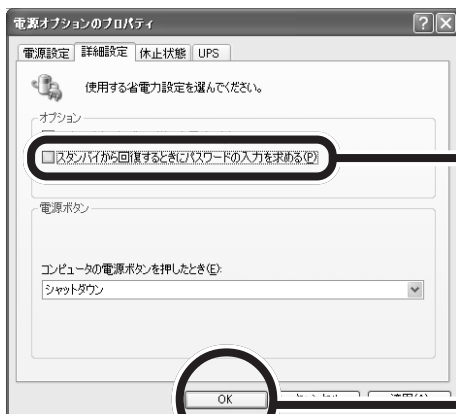 電源オプションのプロパティ
電源設定 詳細設定 休止状態 UPS
使用する省電力設定を選んでください。
オプション
スタンバイから回復するときにパスワードの入力を求める(P)
電源ボタン
コンピュータの電源ボタンを押したとき(E):
シャットダウン
OK